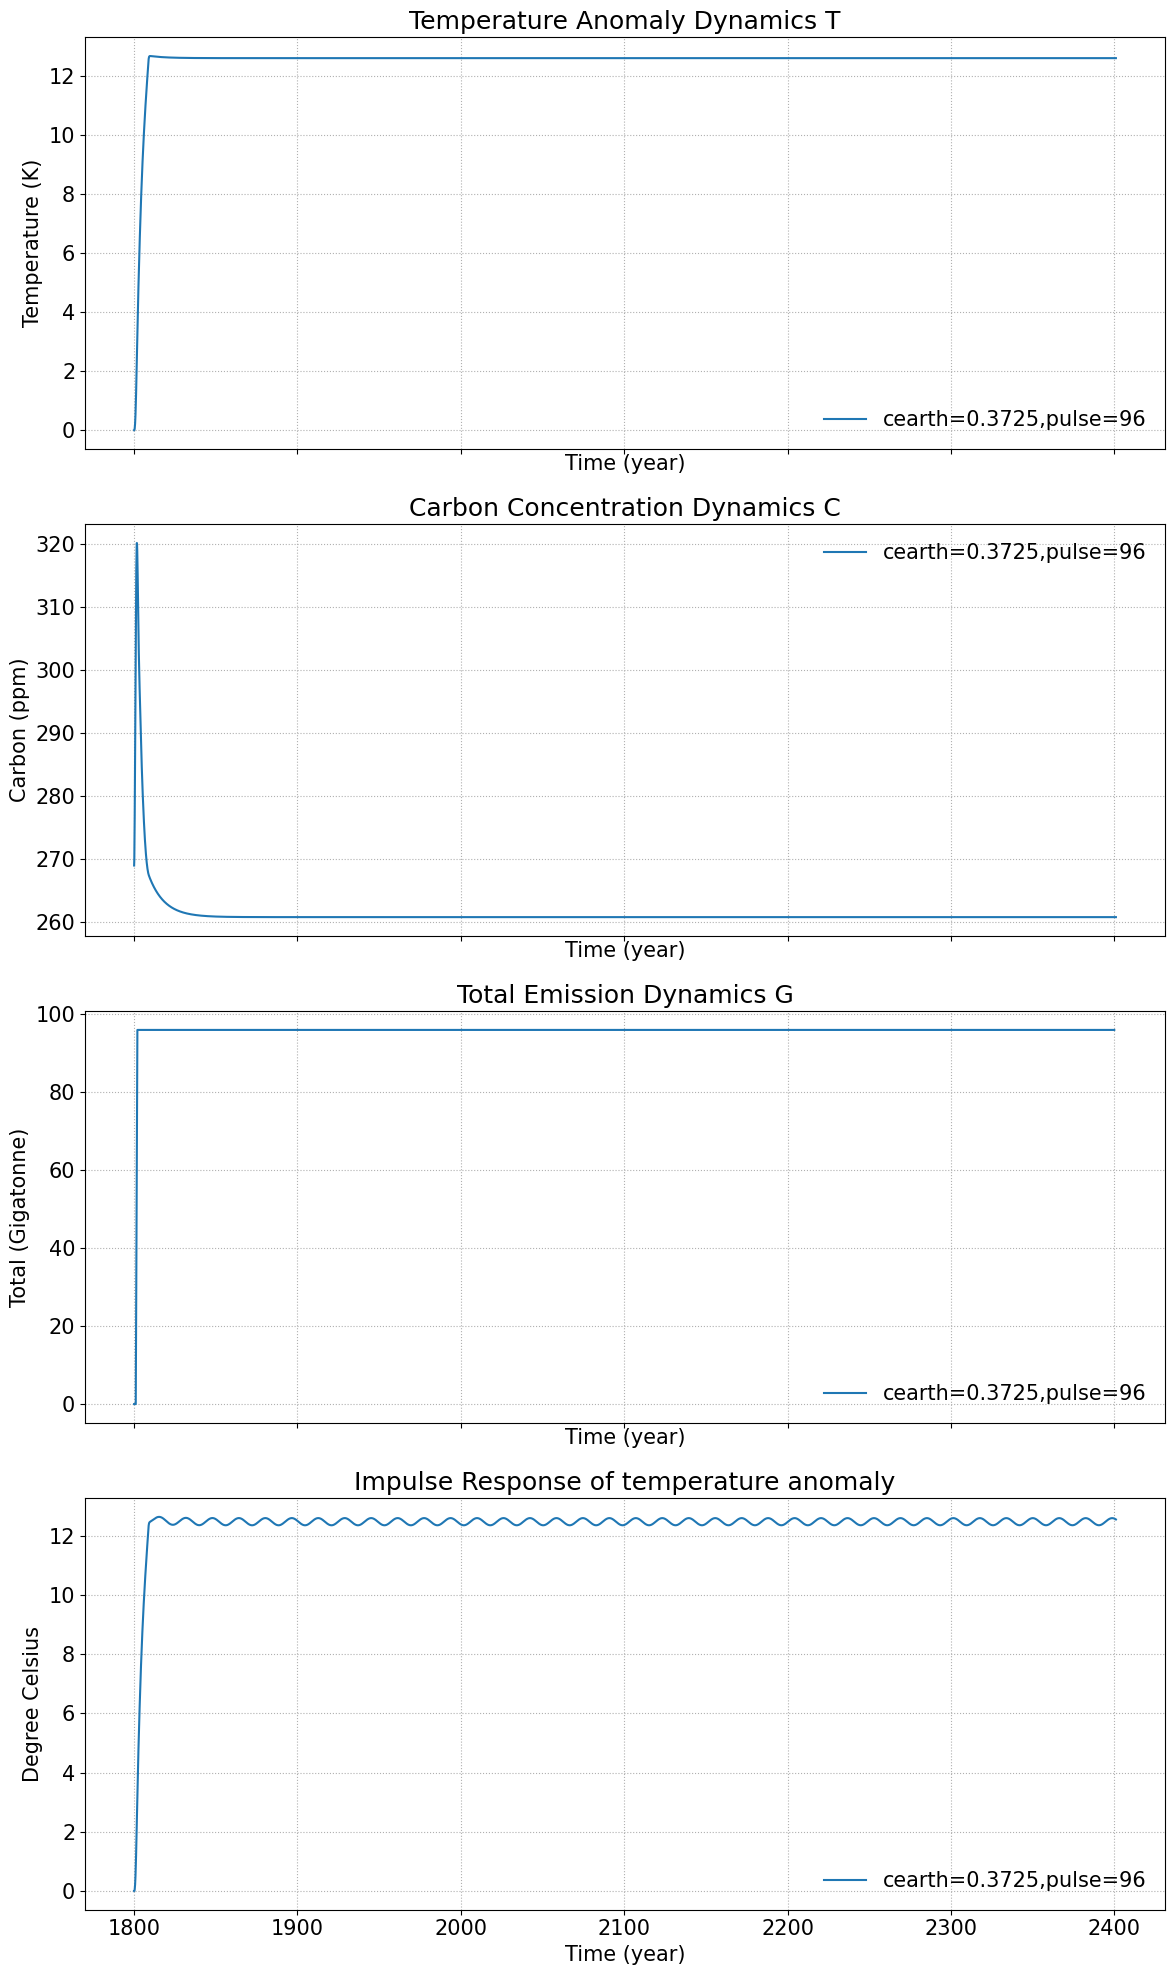 Temperature Anomaly Dynamics T
12
10
8
6
4
2
0
Temperature (K)
cearth=0.3725,pulse=96
Time (year)
Carbon Concentration Dynamics C
320
310
300
290
280
270
260
Carbon (ppm)
cearth=0.3725,pulse=96
Time (year)
Total Emission Dynamics G
100
80
60
40
20
0
Total (Gigatonne)
cearth=0.3725,pulse=96
Time (year)
Impulse Response of temperature anomaly
12
10
8
6
4
2
0
Degree Celsius
cearth=0.3725,pulse=96
1800 1900 2000 2100 2200 2300 2400
Time (year)